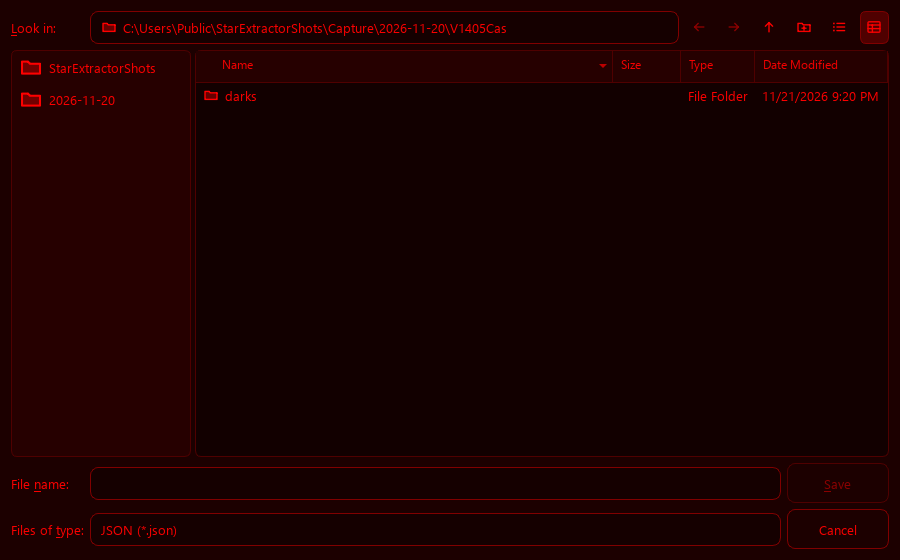 Look in: C:\Users\Public\StarExtractorShots\Capture\2026-11-20\V1405Cas
StarExtractorShots
2026-11-20
Name Size Type Date Modified
darks File Folder 11/21/2026 9:20 PM
File name: Save
Files of type: JSON (*.json) Cancel